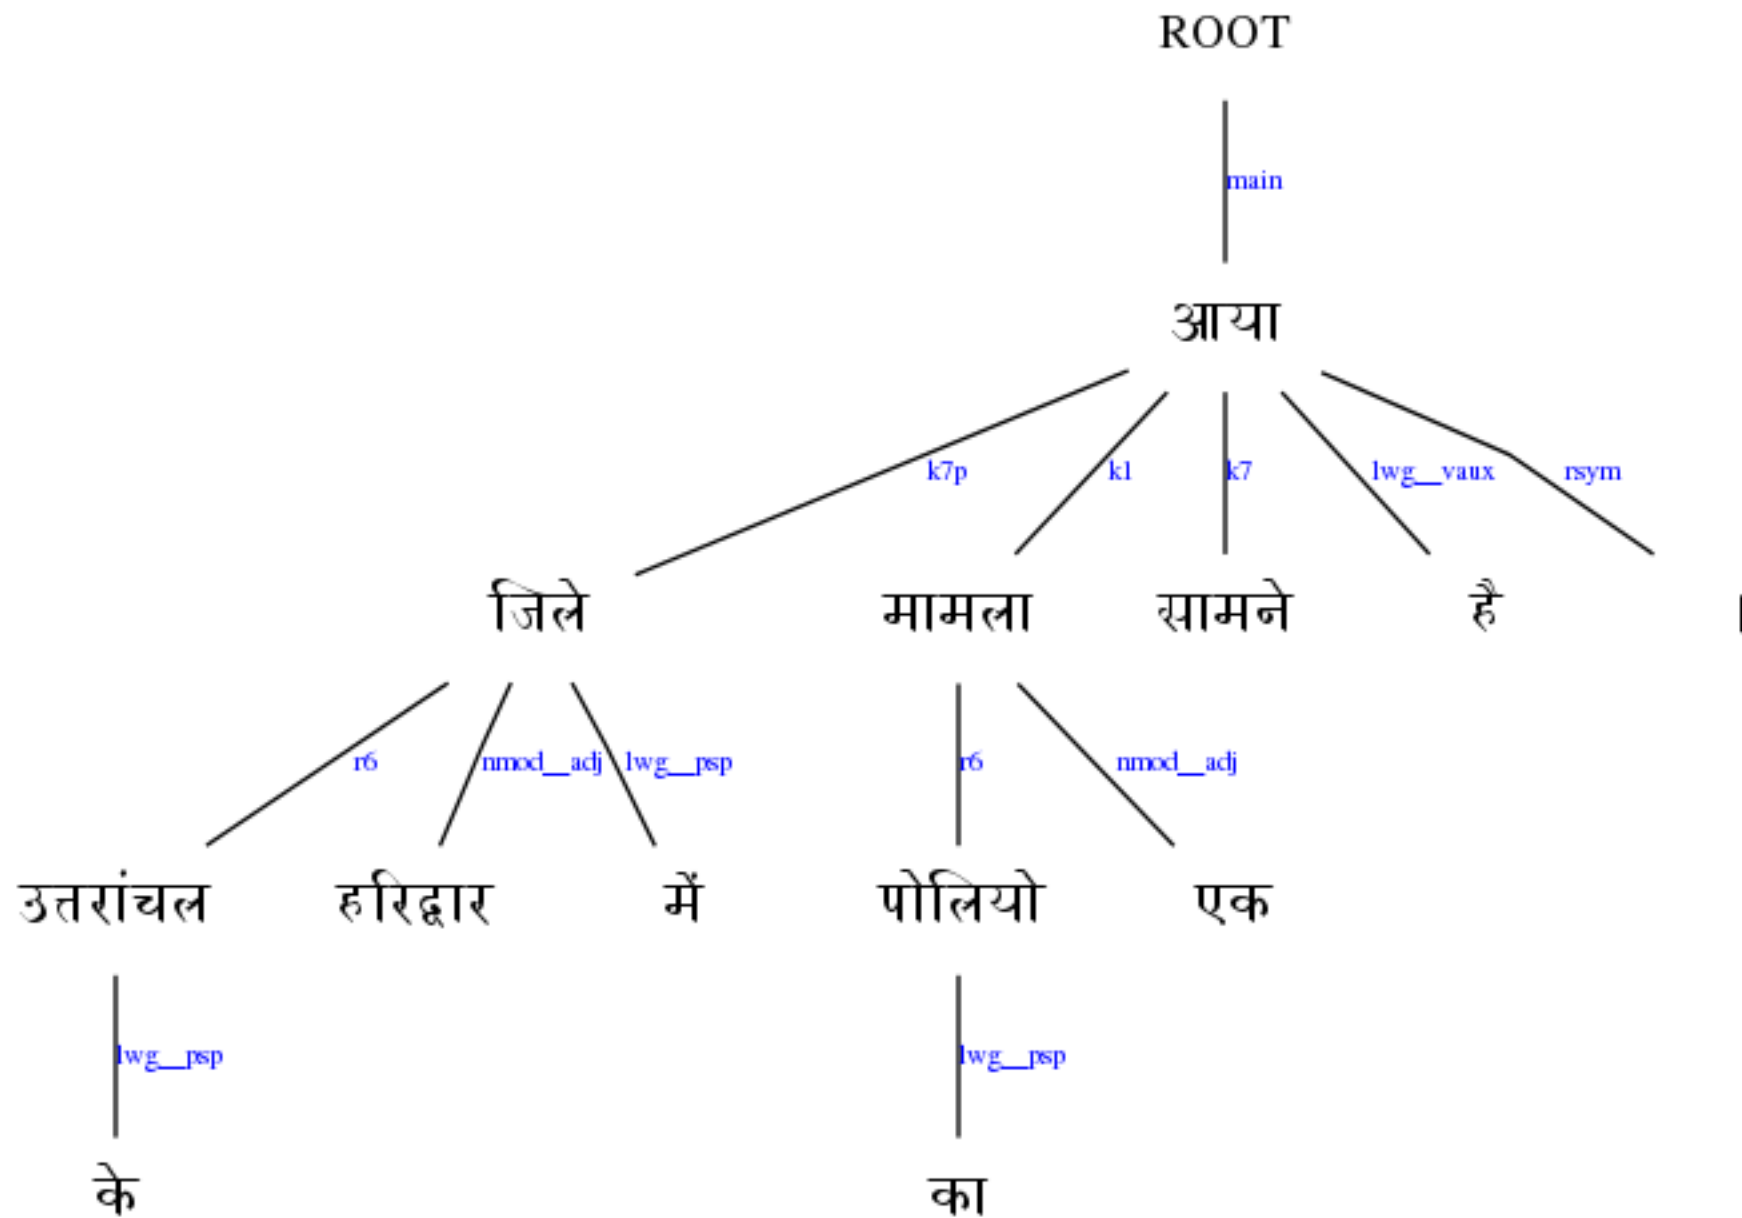 ROOT
main
आया
k7p k1 k7 lwg__vaux rsym
जिले मामला सामने है ।
r6 nmod__adj lwg__psp r6 nmod__adj
उत्तरांचल हरिद्वार में पोलियो एक
lwg__psp lwg__psp
के का